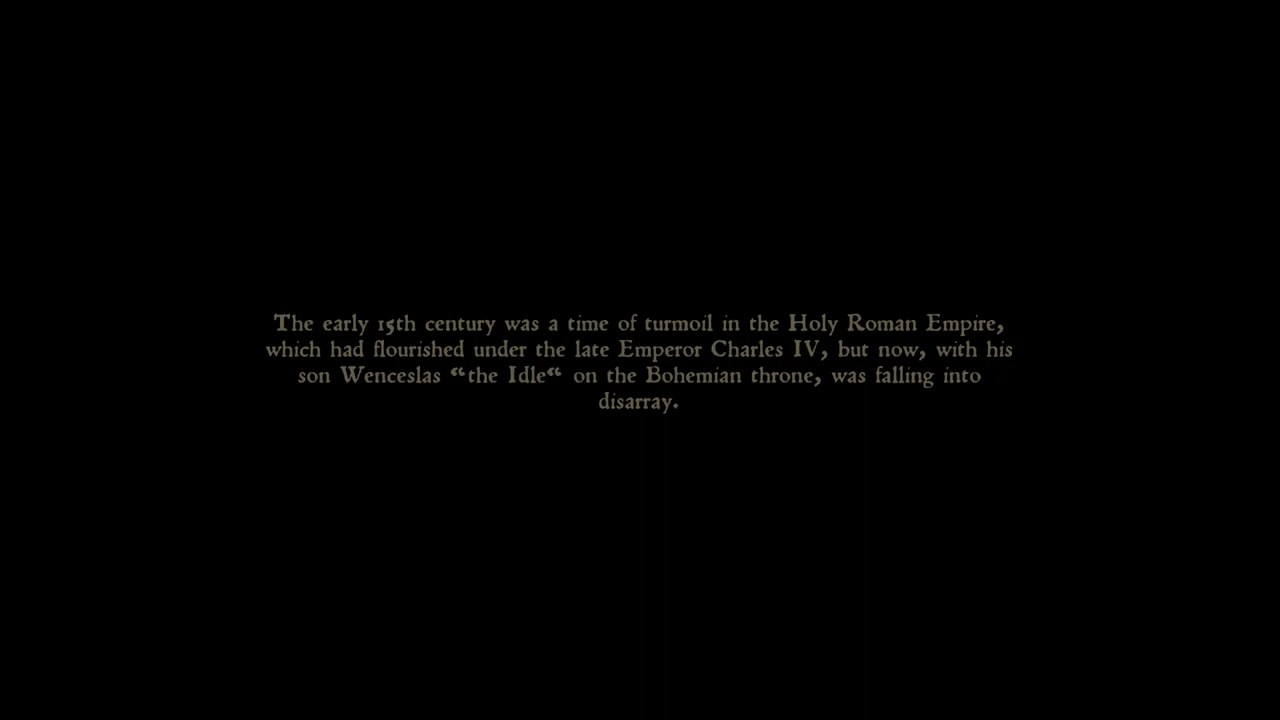 The early 15th century was a time of turmoil in the Holy Roman Empire,
which had flourished under the late Emperor Charles IV, but now, with his
son Wenceslas “the Idle“ on the Bohemian throne, was falling into
disarray.